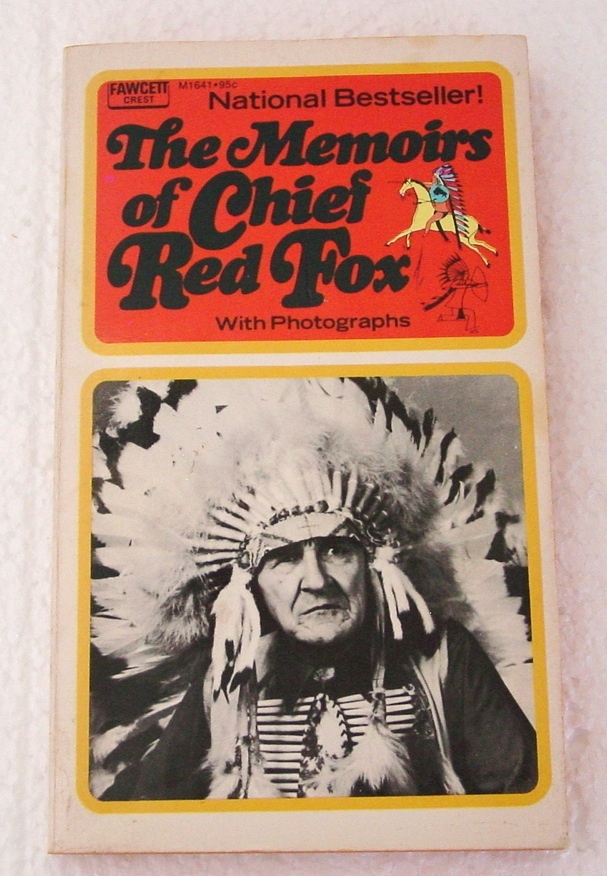 FAWCETT
CREST
M1641•95c
National Bestseller!
The Memoirs
of Chief
Red Fox
With Photographs